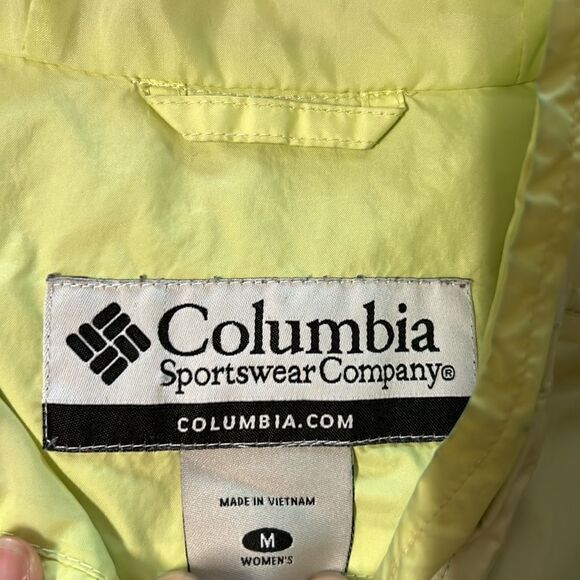 Columbia
Sportswear Company®
COLUMBIA.COM
MADE IN VIETNAM
M
WOMEN'S